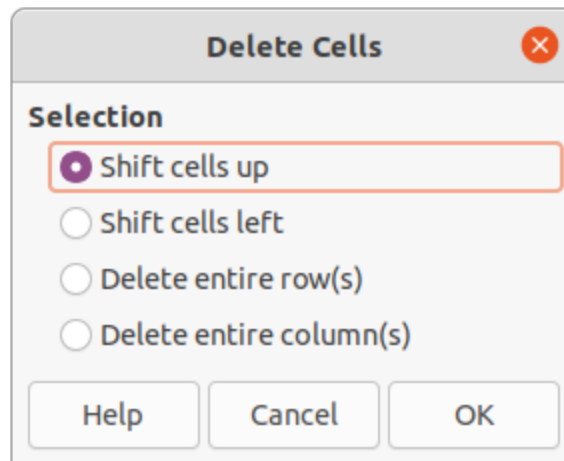 Delete Cells
Selection
Shift cells up
Shift cells left
Delete entire row(s)
Delete entire column(s)
Help Cancel OK